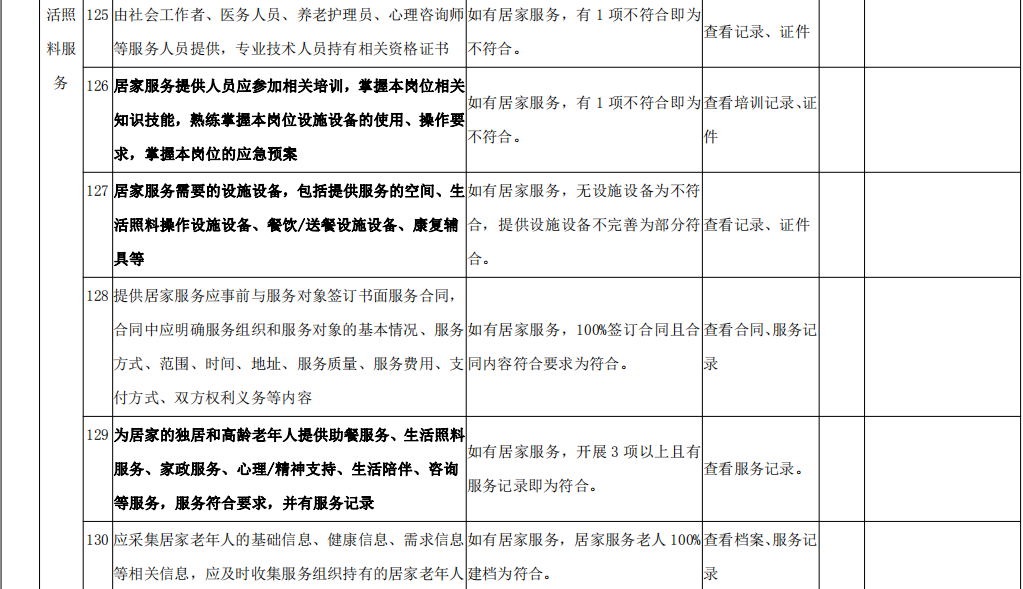 活照
料服
务
125
由社会工作者、医务人员、养老护理员、心理咨询师
等服务人员提供，专业技术人员持有相关资格证书
如有居家服务，有 1 项不符合即为
不符合。
查看记录、证件
126
居家服务提供人员应参加相关培训，掌握本岗位相关
知识技能，熟练掌握本岗位设施设备的使用、操作要
求，掌握本岗位的应急预案
如有居家服务，有 1 项不符合即为
不符合。
查看培训记录、证
件
127
居家服务需要的设施设备，包括提供服务的空间、生
活照料操作设施设备、餐饮/送餐设施设备、康复辅
具等
如有居家服务，无设施设备为不符
合，提供设施设备不完善为部分符
合。
查看记录、证件
128
提供居家服务应事前与服务对象签订书面服务合同，
合同中应明确服务组织和服务对象的基本情况、服务
方式、范围、时间、地址、服务质量、服务费用、支
付方式、双方权利义务等内容
如有居家服务，100%签订合同且合
同内容符合要求为符合。
查看合同、服务记
录
129
为居家的独居和高龄老年人提供助餐服务、生活照料
服务、家政服务、心理/精神支持、生活陪伴、咨询
等服务，服务符合要求，并有服务记录
如有居家服务，开展 3 项以上且有
服务记录即为符合。
查看服务记录。
130
应采集居家老年人的基础信息、健康信息、需求信息
等相关信息，应及时收集服务组织持有的居家老年人
如有居家服务，居家服务老人 100%
建档为符合。
查看档案、服务记
录